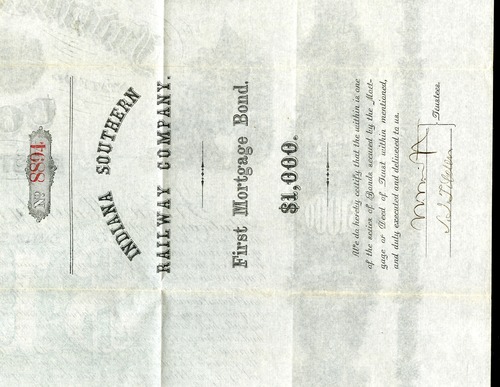 No 8894
INDIANA SOUTHERN
RAILWAY COMPANY.
First Mortgage Bond.
$1,000.
We do hereby certify that the within is one
of the series of Bonds secured by the Mort-
gage or Deed of Trust within mentioned,
and duly executed and delivered to us.
Trustees.